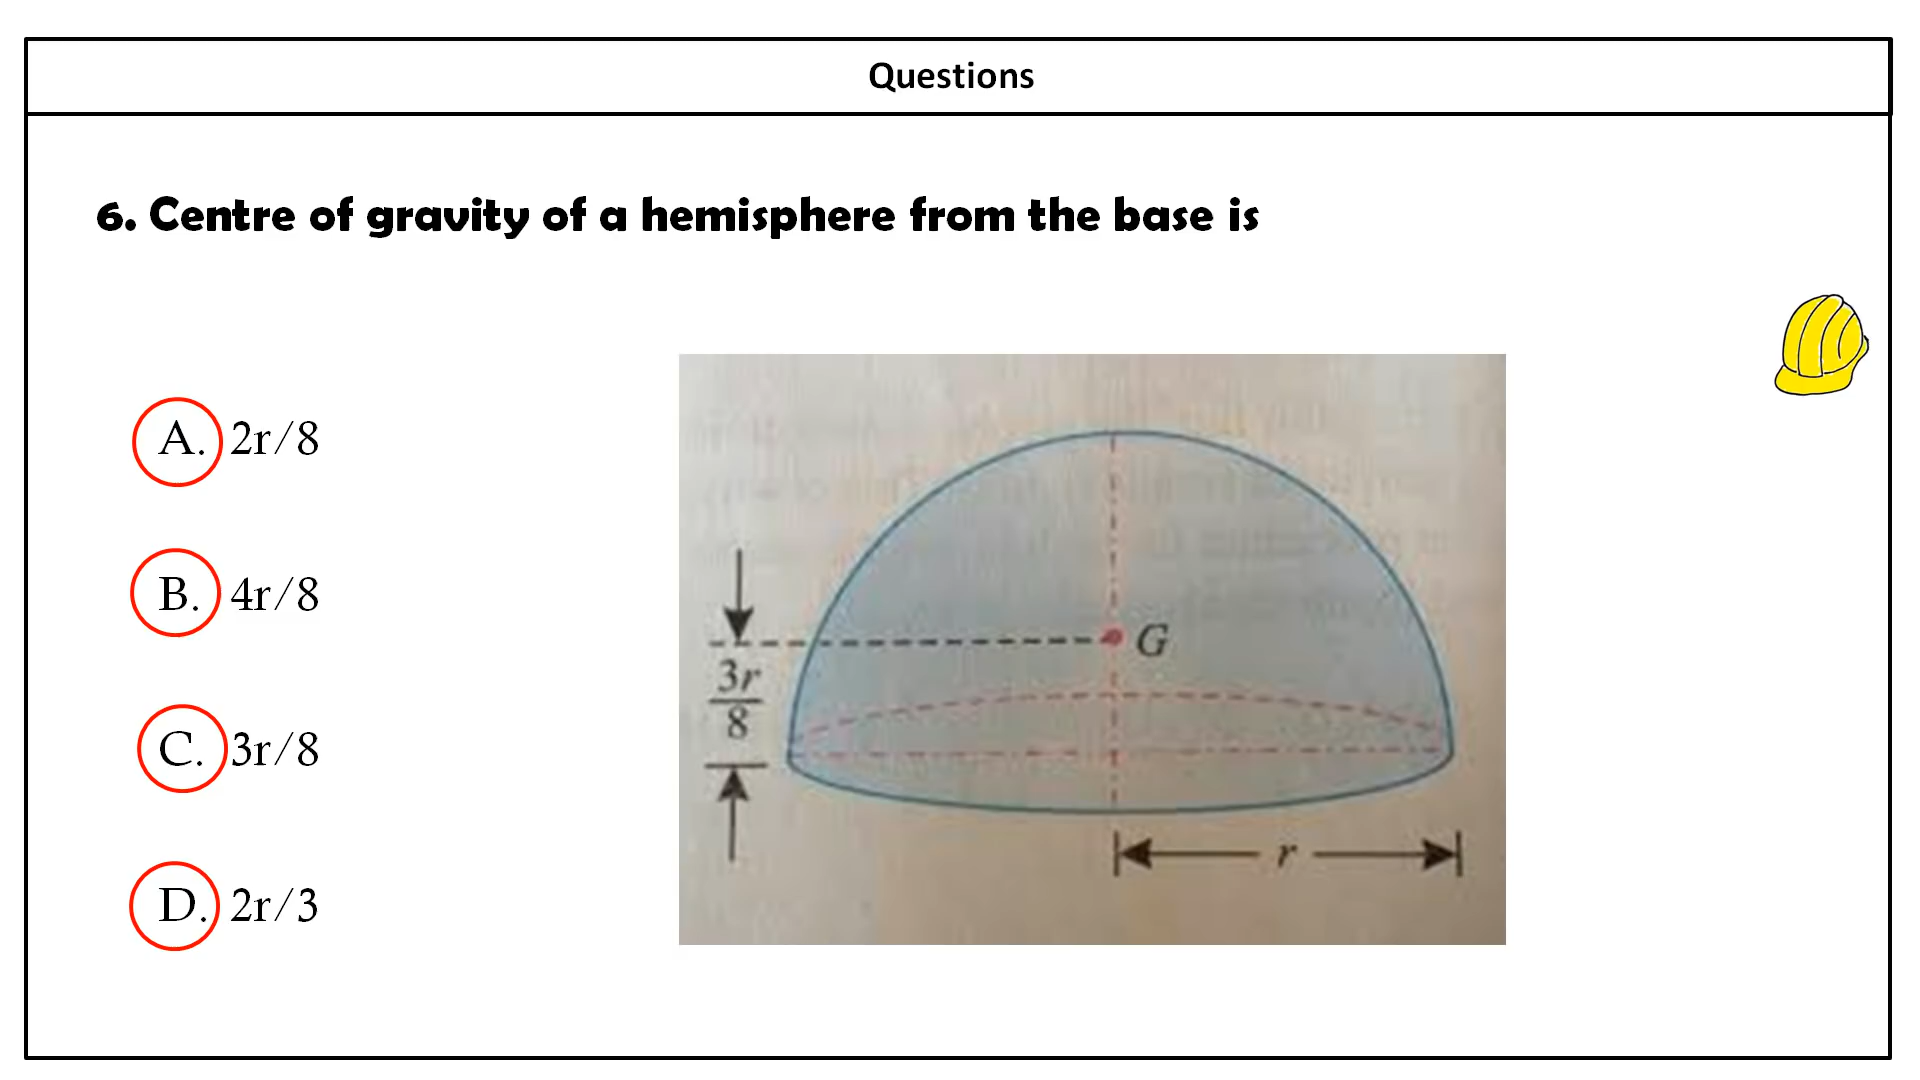 Questions
6. Centre of gravity of a hemisphere from the base is
A. 2r/8
B. 4r/8
C. 3r/8
D. 2r/3
G
3r
8
r